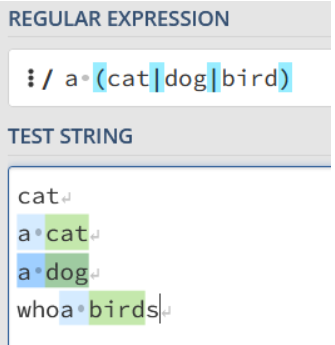 REGULAR EXPRESSION
⋮/ a·(cat|dog|bird)
TEST STRING
cat↵
a·cat↵
a·dog↵
whoa·birds↵